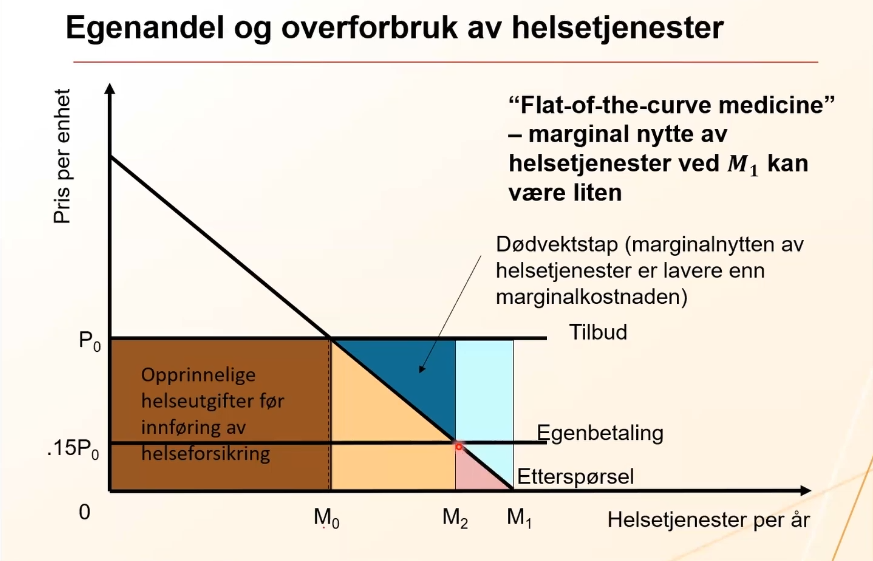 Egenandel og overforbruk av helsetjenester
Pris per enhet
“Flat-of-the-curve medicine”
– marginal nytte av
helsetjenester ved M₁ kan
være liten
Dødvektstap (marginalnytten av
helsetjenester er lavere enn
marginalkostnaden)
P₀
Tilbud
Opprinnelige
helseutgifter før
innføring av
helseforsikring
.15P₀
Egenbetaling
Etterspørsel
0
M₀
M₂
M₁
Helsetjenester per år